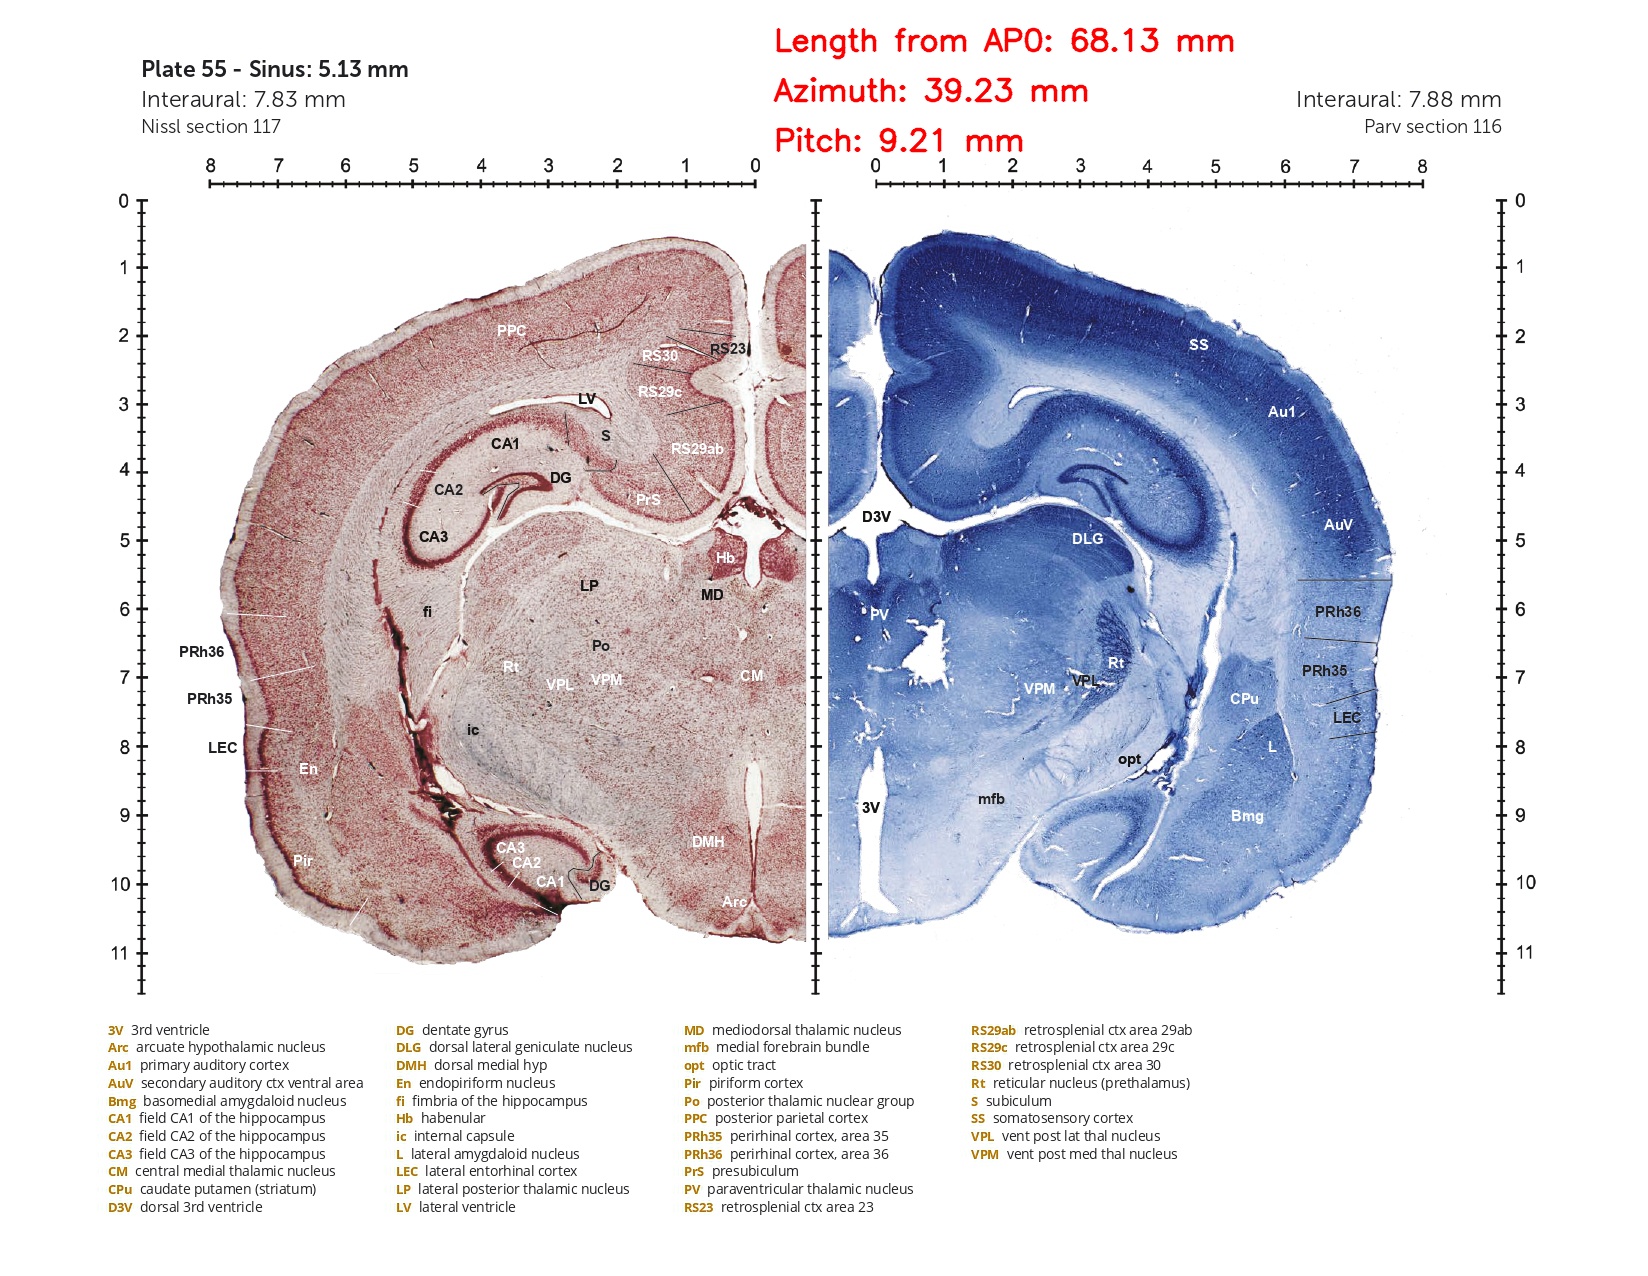 Length from AP0: 68.13 mm
Plate 55 - Sinus: 5.13 mm
Azimuth: 39.23 mm
Interaural: 7.83 mm
Interaural: 7.88 mm
Nissl section 117
Parv section 116
Pitch: 9.21 mm
8 7 6 5 4 3 2 1 0
0 1 2 3 4 5 6 7 8
0
1
2
3
4
5
6
7
8
9
10
11
PPC
RS23
RS30
RS29c
LV
S
CA1
RS29ab
DG
CA2
PrS
CA3
Hb
LP
MD
fi
Po
PRh36
Rt
VPL
VPM
CM
PRh35
ic
LEC
En
DMH
CA3
CA2
Pir
CA1
DG
Arc
SS
Au1
D3V
AuV
DLG
PV
PRh36
Rt
VPL
VPM
PRh35
CPu
LEC
L
opt
mfb
3V
Bmg
0
1
2
3
4
5
6
7
8
9
10
11
3V 3rd ventricle
Arc arcuate hypothalamic nucleus
Au1 primary auditory cortex
AuV secondary auditory ctx ventral area
Bmg basomedial amygdaloid nucleus
CA1 field CA1 of the hippocampus
CA2 field CA2 of the hippocampus
CA3 field CA3 of the hippocampus
CM central medial thalamic nucleus
CPu caudate putamen (striatum)
D3V dorsal 3rd ventricle
DG dentate gyrus
DLG dorsal lateral geniculate nucleus
DMH dorsal medial hyp
En endopiriform nucleus
fi fimbria of the hippocampus
Hb habenular
ic internal capsule
L lateral amygdaloid nucleus
LEC lateral entorhinal cortex
LP lateral posterior thalamic nucleus
LV lateral ventricle
MD mediodorsal thalamic nucleus
mfb medial forebrain bundle
opt optic tract
Pir piriform cortex
Po posterior thalamic nuclear group
PPC posterior parietal cortex
PRh35 perirhinal cortex, area 35
PRh36 perirhinal cortex, area 36
PrS presubiculum
PV paraventricular thalamic nucleus
RS23 retrosplenial ctx area 23
RS29ab retrosplenial ctx area 29ab
RS29c retrosplenial ctx area 29c
RS30 retrosplenial ctx area 30
Rt reticular nucleus (prethalamus)
S subiculum
SS somatosensory cortex
VPL vent post lat thal nucleus
VPM vent post med thal nucleus